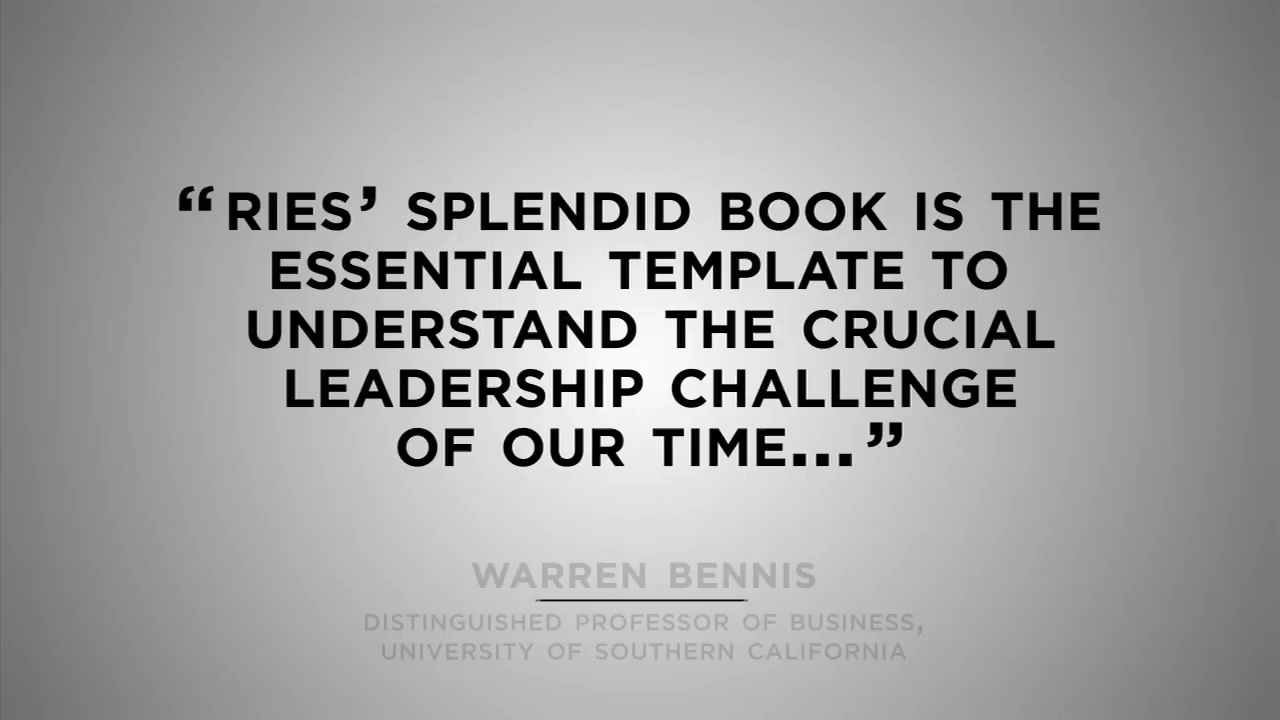 “RIES’ SPLENDID BOOK IS THE
ESSENTIAL TEMPLATE TO
UNDERSTAND THE CRUCIAL
LEADERSHIP CHALLENGE
OF OUR TIME...”
WARREN BENNIS
DISTINGUISHED PROFESSOR OF BUSINESS,
UNIVERSITY OF SOUTHERN CALIFORNIA